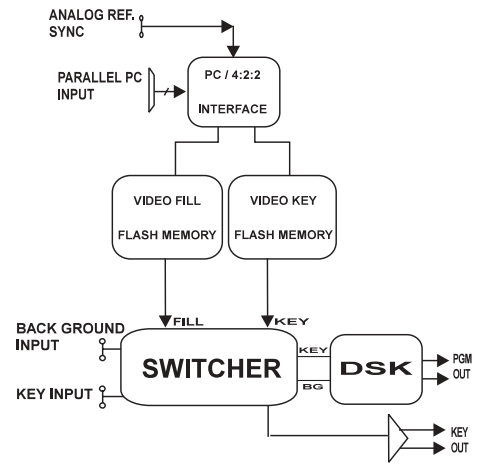 ANALOG REF.
SYNC
PARALLEL PC
INPUT
PC / 4:2:2
INTERFACE
VIDEO FILL
FLASH MEMORY
VIDEO KEY
FLASH MEMORY
FILL
KEY
BACK GROUND
INPUT
KEY INPUT
SWITCHER
KEY
BG
DSK
PGM
OUT
KEY
OUT